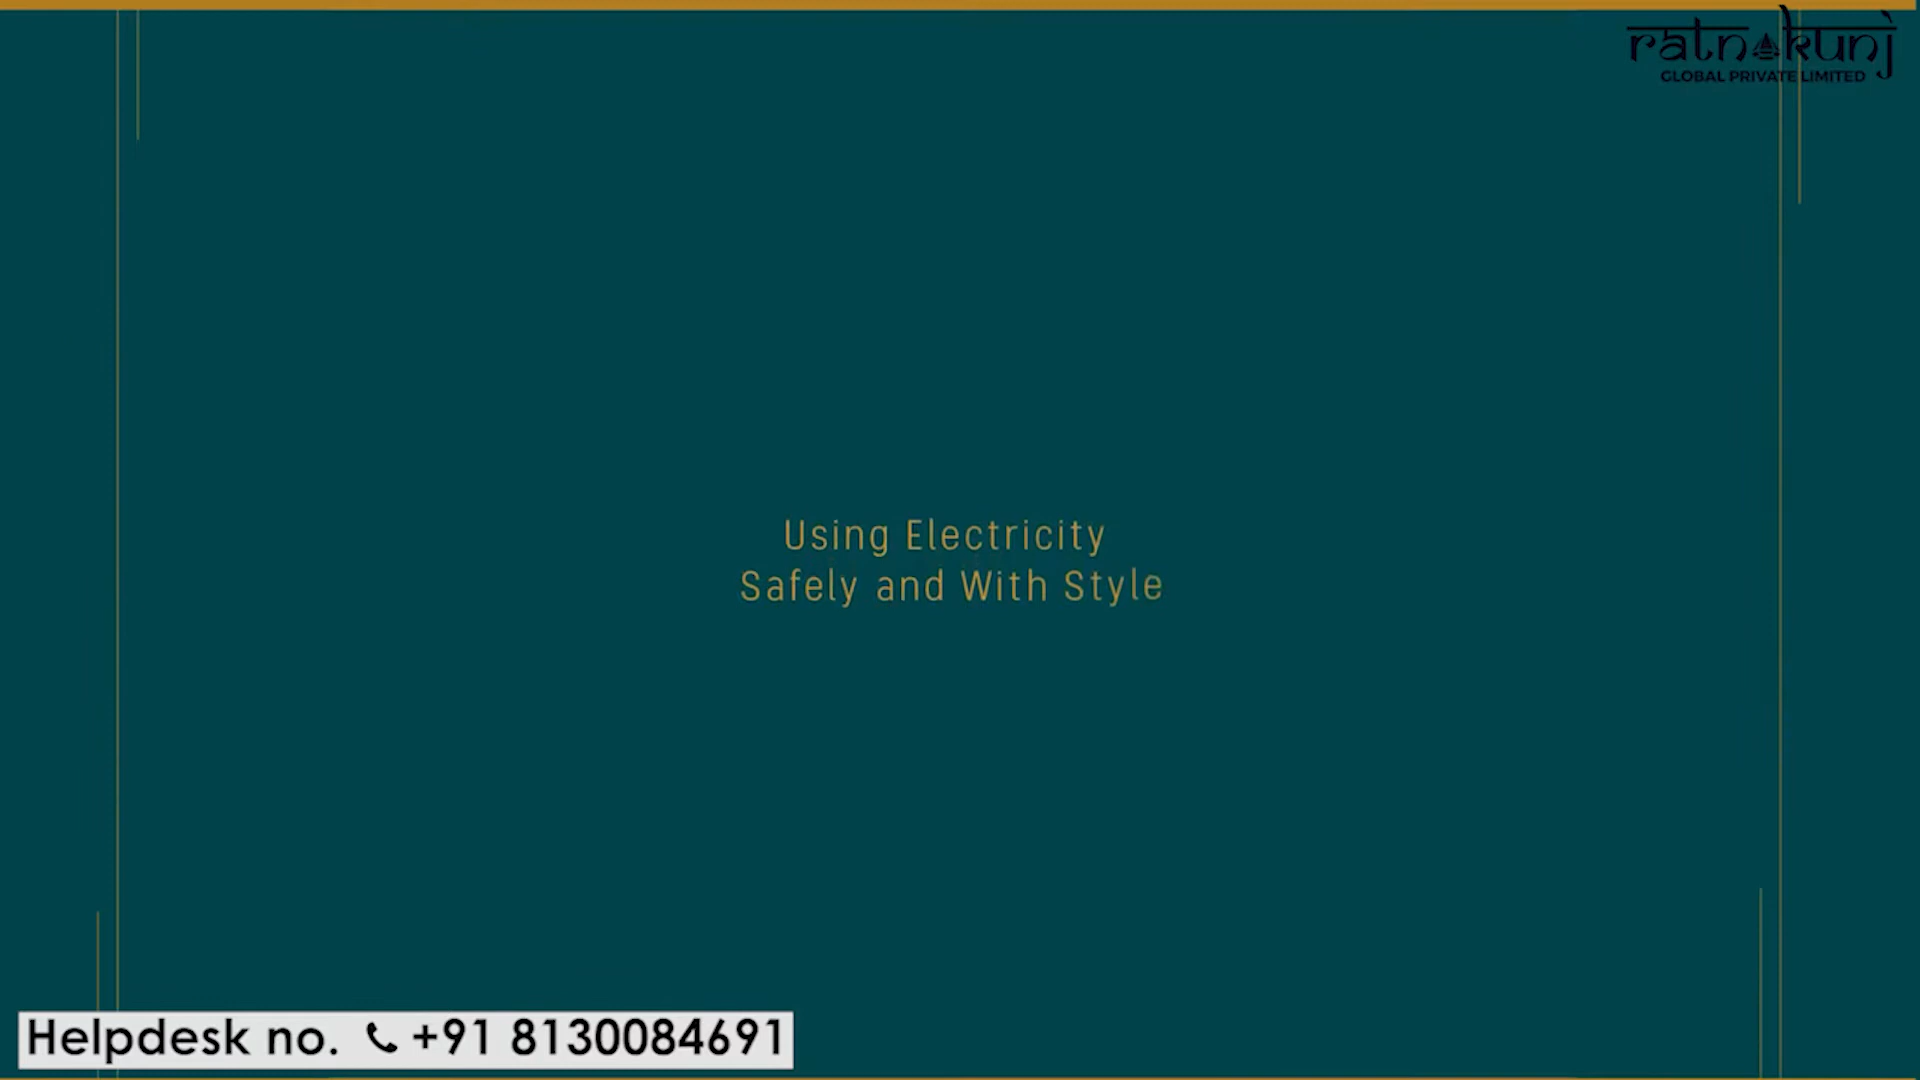 ratnakunj
GLOBAL PRIVATE LIMITED
Using Electricity
Safely and With Style
Helpdesk no. +91 8130084691